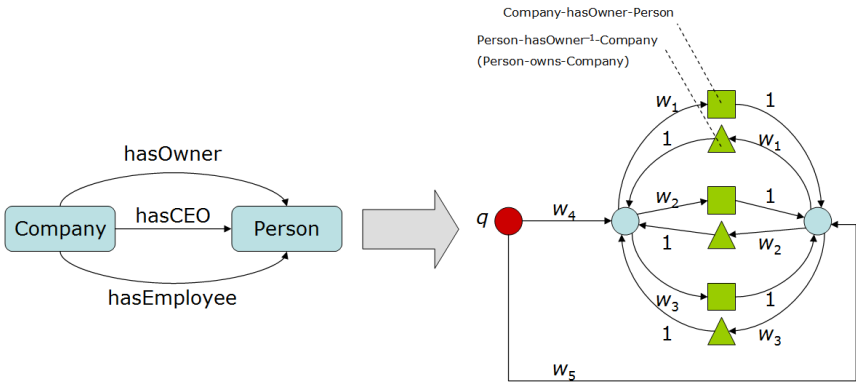 Company-hasOwner-Person
Person-hasOwner⁻¹-Company
(Person-owns-Company)
hasOwner
Company
hasCEO
Person
hasEmployee
q
w₄
w₁
1
1
w₁
w₂
1
1
w₂
w₃
1
1
w₃
w₅